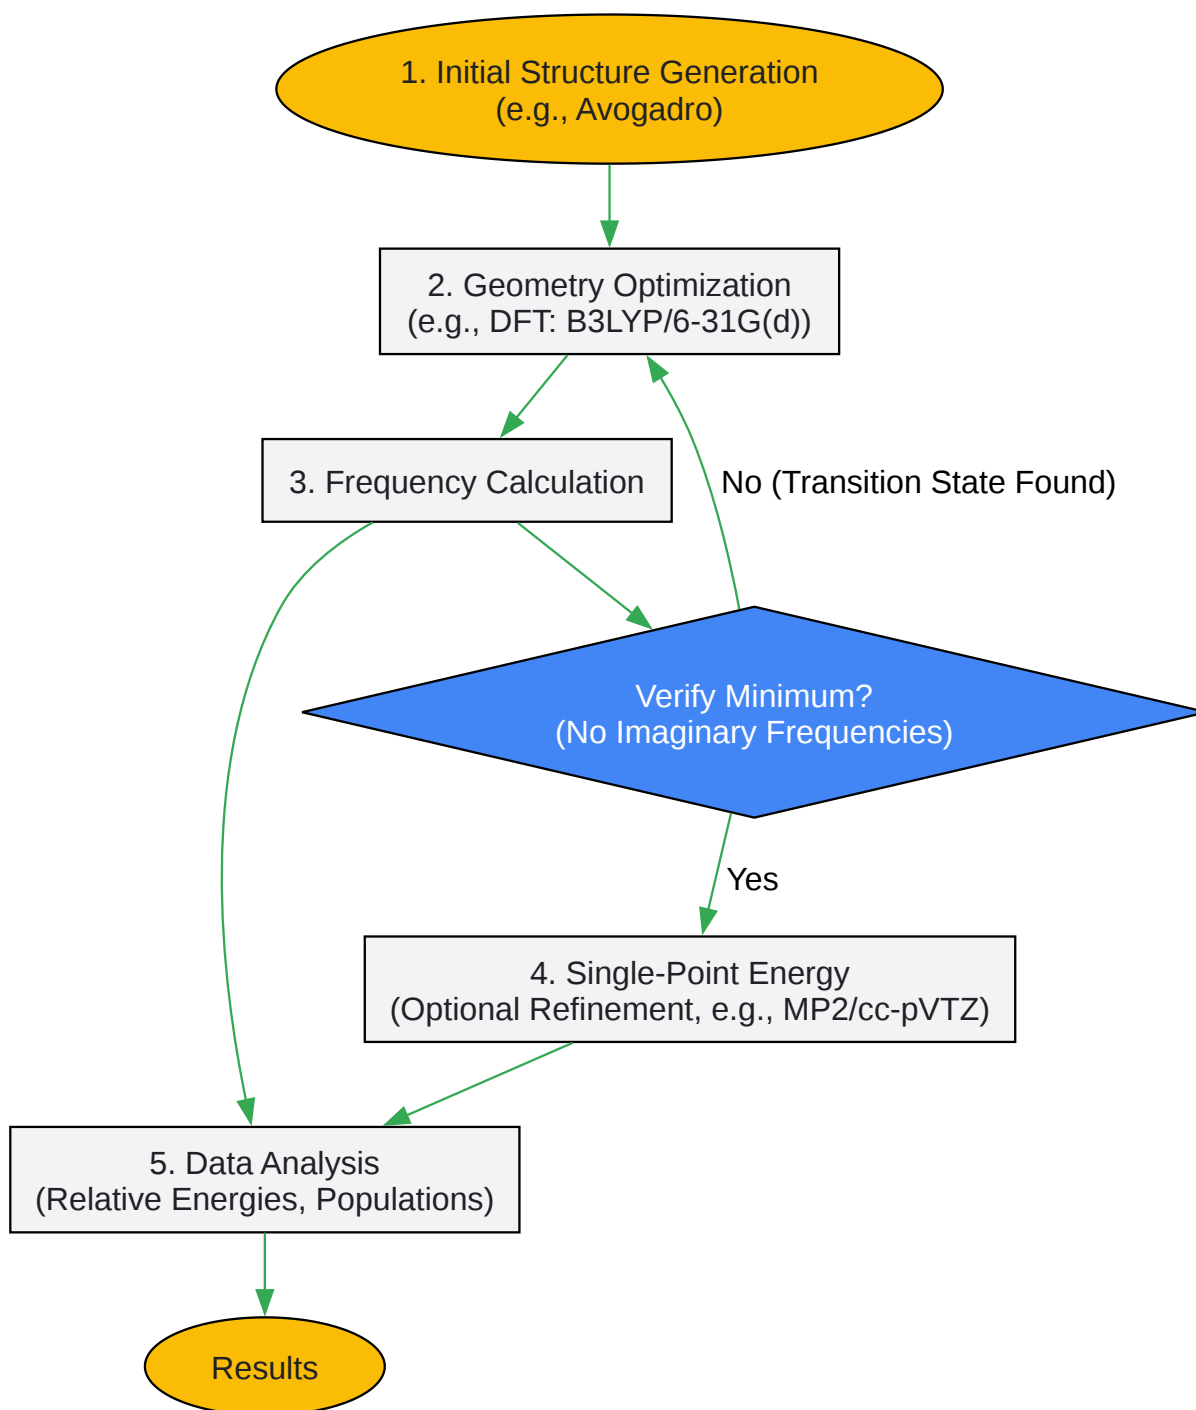 1. Initial Structure Generation
(e.g., Avogadro)
2. Geometry Optimization
(e.g., DFT: B3LYP/6-31G(d))
3. Frequency Calculation
No (Transition State Found)
Verify Minimum?
(No Imaginary Frequencies)
Yes
4. Single-Point Energy
(Optional Refinement, e.g., MP2/cc-pVTZ)
5. Data Analysis
(Relative Energies, Populations)
Results